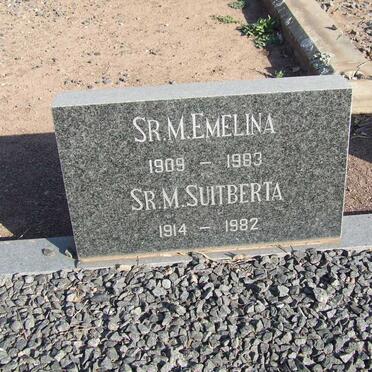 SR.M.EMELINA
1909 – 1983
SR.M.SUITBERTA
1914 – 1982